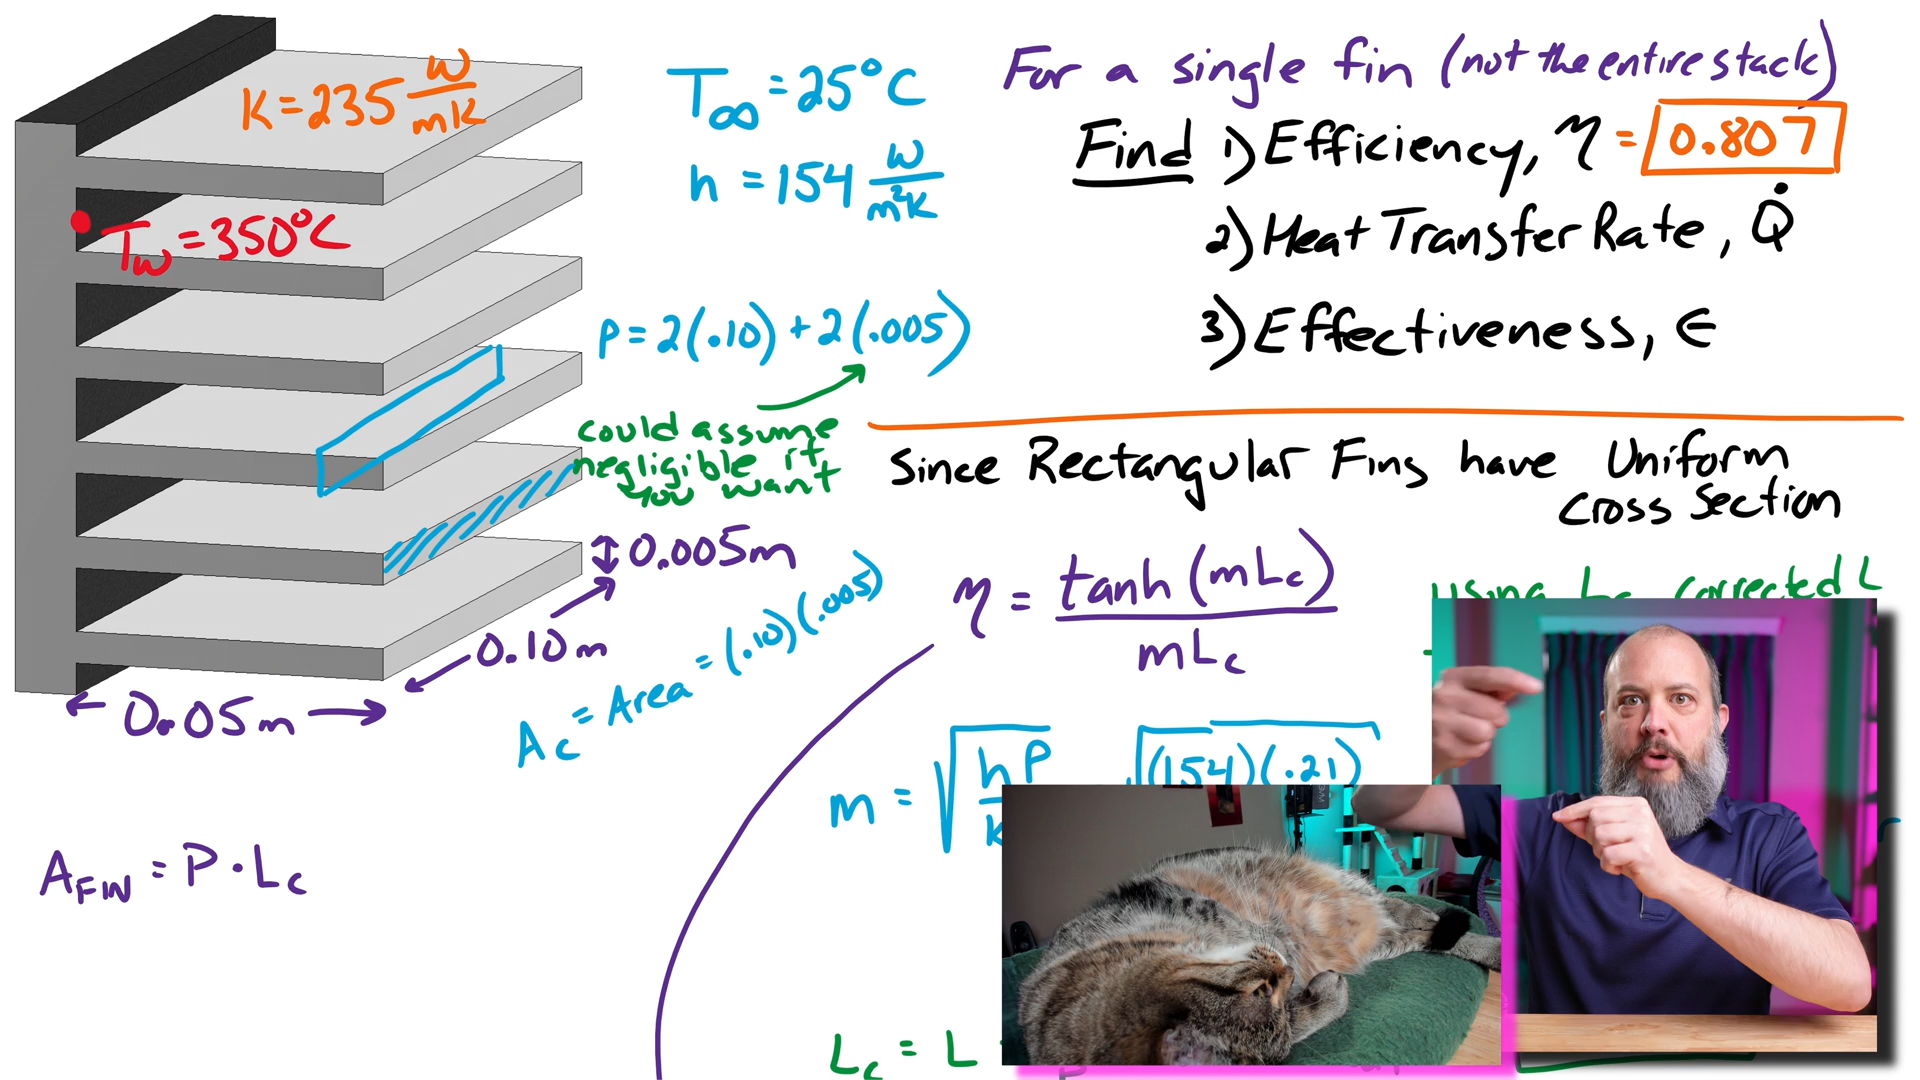 K = 235 W/mK
T∞ = 25°C
h = 154 W/m²K
Tw = 350°C
For a single fin (not the entire stack)
Find 1) Efficiency, η = 0.807
2) Heat Transfer Rate, Q̇
3) Effectiveness, ∈
P = 2(.10) + 2(.005)
could assume
negligible if
you want
Since Rectangular Fins have Uniform
Cross Section
0.005m
0.10m
0.05m
Ac = Area = (.10)(.005)
η = tanh(mLc)/mLc
using Lc corrected L
m = √hP/k √(154)(.21)
AFIN = P·Lc
Lc = L